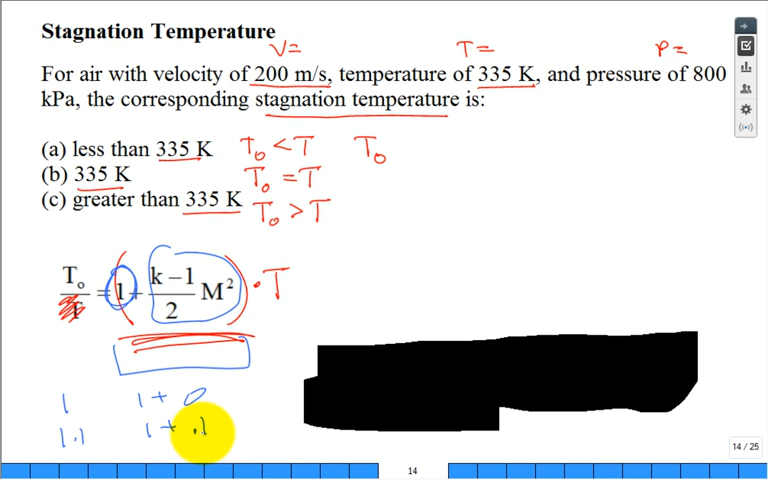 Stagnation Temperature
V= T= P=
For air with velocity of 200 m/s, temperature of 335 K, and pressure of 800
kPa, the corresponding stagnation temperature is:
(a) less than 335 K T₀ < T T₀
(b) 335 K T₀ = T
(c) greater than 335 K T₀ > T
Tₒ/T = (1 + (k−1)/2 M²) · T
1 1 + 0
1.1 1 + .1
14 / 25
14